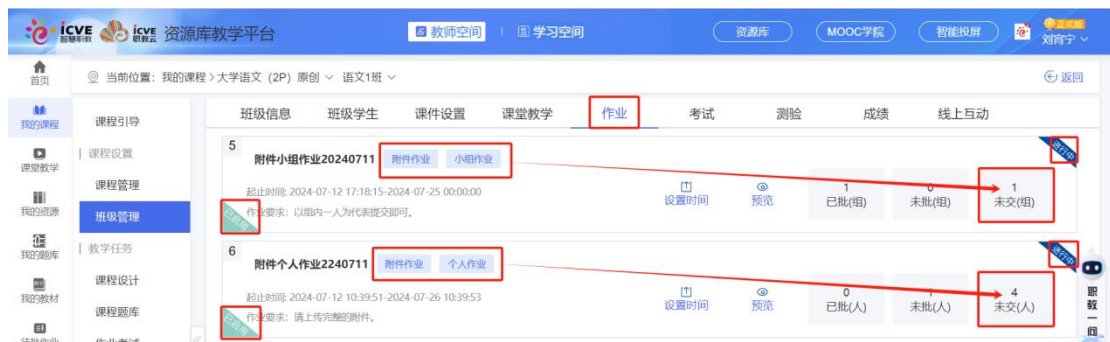 icve 智慧职教 icve 职教云 资源库教学平台
教师空间 学习空间
资源库 MOOC学院 智能投屏
正式版
刘宵宁
首页
当前位置：我的课程 > 大学语文（2P）原创 语文1班
返回
我的课程
课堂教学
我的资源
我的题库
我的教材
课程引导
课程设置
课程管理
班级管理
教学任务
课程设计
课程题库
班级信息 班级学生 课件设置 课堂教学 作业 考试 测验 成绩 线上互动
5
附件小组作业20240711 附件作业 小组作业
进行中
起止时间: 2024-07-12 17:18:15-2024-07-25 00:00:00
作业要求：以组内一人为代表提交即可。
已启用
设置时间 预览
1 已批(组)
0 未批(组)
1 未交(组)
6
附件个人作业2240711 附件作业 个人作业
进行中
起止时间: 2024-07-12 10:39:51-2024-07-26 10:39:53
作业要求：请上传完整的附件。
已启用
设置时间 预览
0 已批(人)
未批(人)
4 未交(人)
职教一问